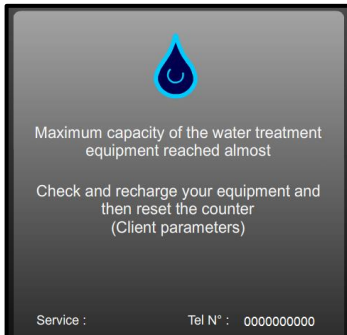 Maximum capacity of the water treatment
equipment reached almost
Check and recharge your equipment and
then reset the counter
(Client parameters)
Service : Tel N° : 0000000000